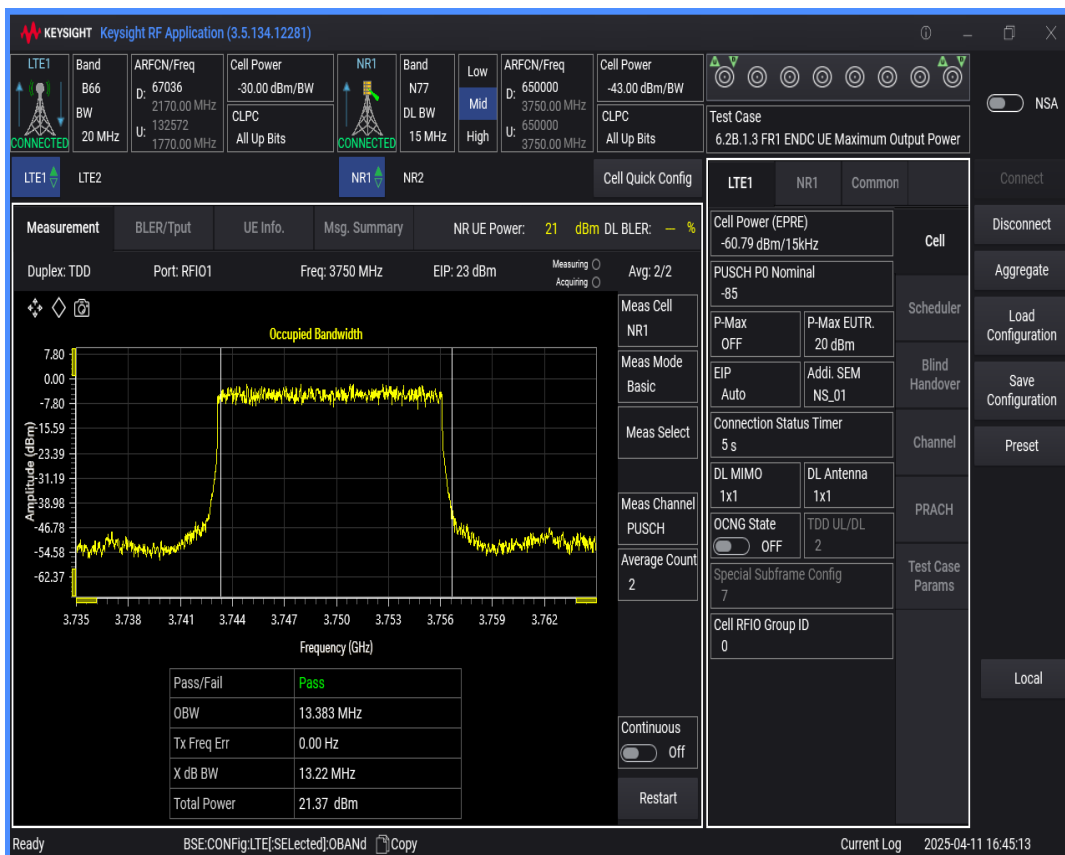 KEYSIGHT Keysight RF Application (3.5.134.12281)
LTE1
CONNECTED
Band
B66
BW
20 MHz
ARFCN/Freq
D: 67036
2170.00 MHz
U: 132572
1770.00 MHz
Cell Power
-30.00 dBm/BW
CLPC
All Up Bits
NR1
CONNECTED
Band
N77
DL BW
15 MHz
Low
Mid
High
ARFCN/Freq
D: 650000
3750.00 MHz
U: 650000
3750.00 MHz
Cell Power
-43.00 dBm/BW
CLPC
All Up Bits
Test Case
6.2B.1.3 FR1 ENDC UE Maximum Output Power
NSA
LTE1 LTE2 NR1 NR2 Cell Quick Config
Measurement BLER/Tput UE Info. Msg. Summary NR UE Power: 21 dBm DL BLER: — %
Duplex: TDD Port: RFIO1 Freq: 3750 MHz EIP: 23 dBm Measuring Acquiring Avg: 2/2
Occupied Bandwidth
Amplitude (dBm)
7.80
0.00
-7.80
-15.59
-23.39
-31.19
-38.98
-46.78
-54.58
-62.37
3.735 3.738 3.741 3.744 3.747 3.750 3.753 3.756 3.759 3.762
Frequency (GHz)
Pass/Fail Pass
OBW 13.383 MHz
Tx Freq Err 0.00 Hz
X dB BW 13.22 MHz
Total Power 21.37 dBm
Meas Cell
NR1
Meas Mode
Basic
Meas Select
Meas Channel
PUSCH
Average Count
2
Continuous
Off
Restart
LTE1 NR1 Common
Cell Power (EPRE)
-60.79 dBm/15kHz
PUSCH P0 Nominal
-85
P-Max
OFF
P-Max EUTR.
20 dBm
EIP
Auto
Addi. SEM
NS_01
Connection Status Timer
5 s
DL MIMO
1x1
DL Antenna
1x1
OCNG State
OFF
TDD UL/DL
2
Special Subframe Config
7
Cell RFIO Group ID
0
Cell
Scheduler
Blind
Handover
Channel
PRACH
Test Case
Params
Connect
Disconnect
Aggregate
Load
Configuration
Save
Configuration
Preset
Local
Ready BSE:CONFig:LTE[:SELected]:OBANd Copy Current Log 2025-04-11 16:45:13